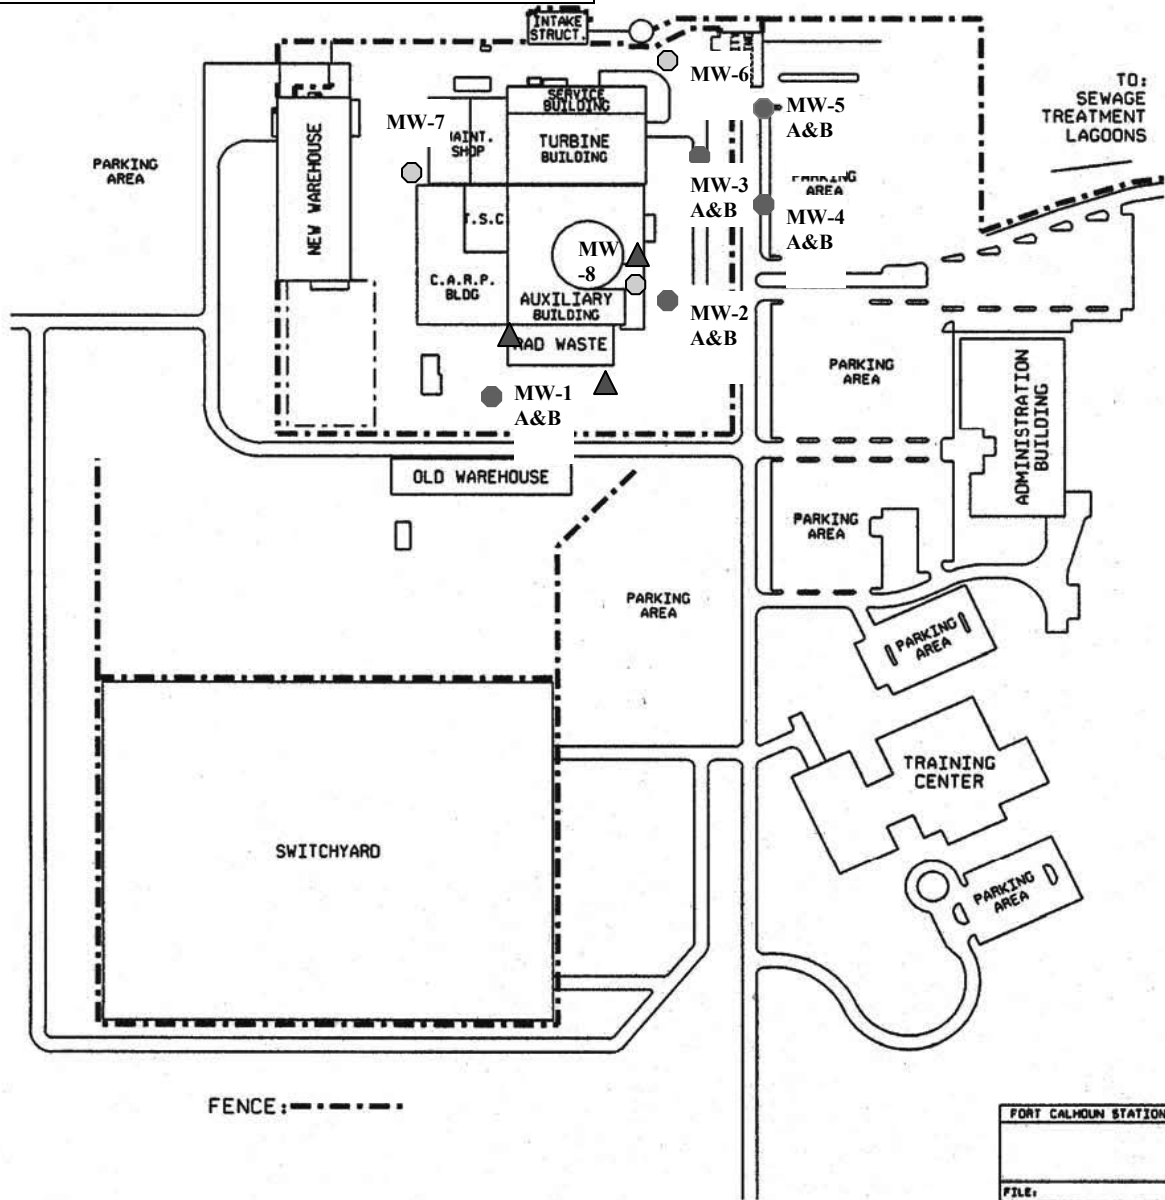 INTAKE
STRUCT.
MW-6
TO:
SEWAGE
TREATMENT
LAGOONS
SERVICE
BUILDING
MW-5
A&B
MW-7
MAINT.
SHOP
TURBINE
BUILDING
PARKING
AREA
NEW WAREHOUSE
MW-3
A&B
PARKING
AREA
MW-4
A&B
T.S.C
MW
-8
C.A.R.P.
BLDG
AUXILIARY
BUILDING
MW-2
A&B
RAD WASTE
PARKING
AREA
MW-1
A&B
ADMINISTRATION
BUILDING
OLD WAREHOUSE
PARKING
AREA
PARKING
AREA
PARKING
AREA
TRAINING
CENTER
SWITCHYARD
PARKING
AREA
FENCE:
FORT CALHOUN STATION
FILE: